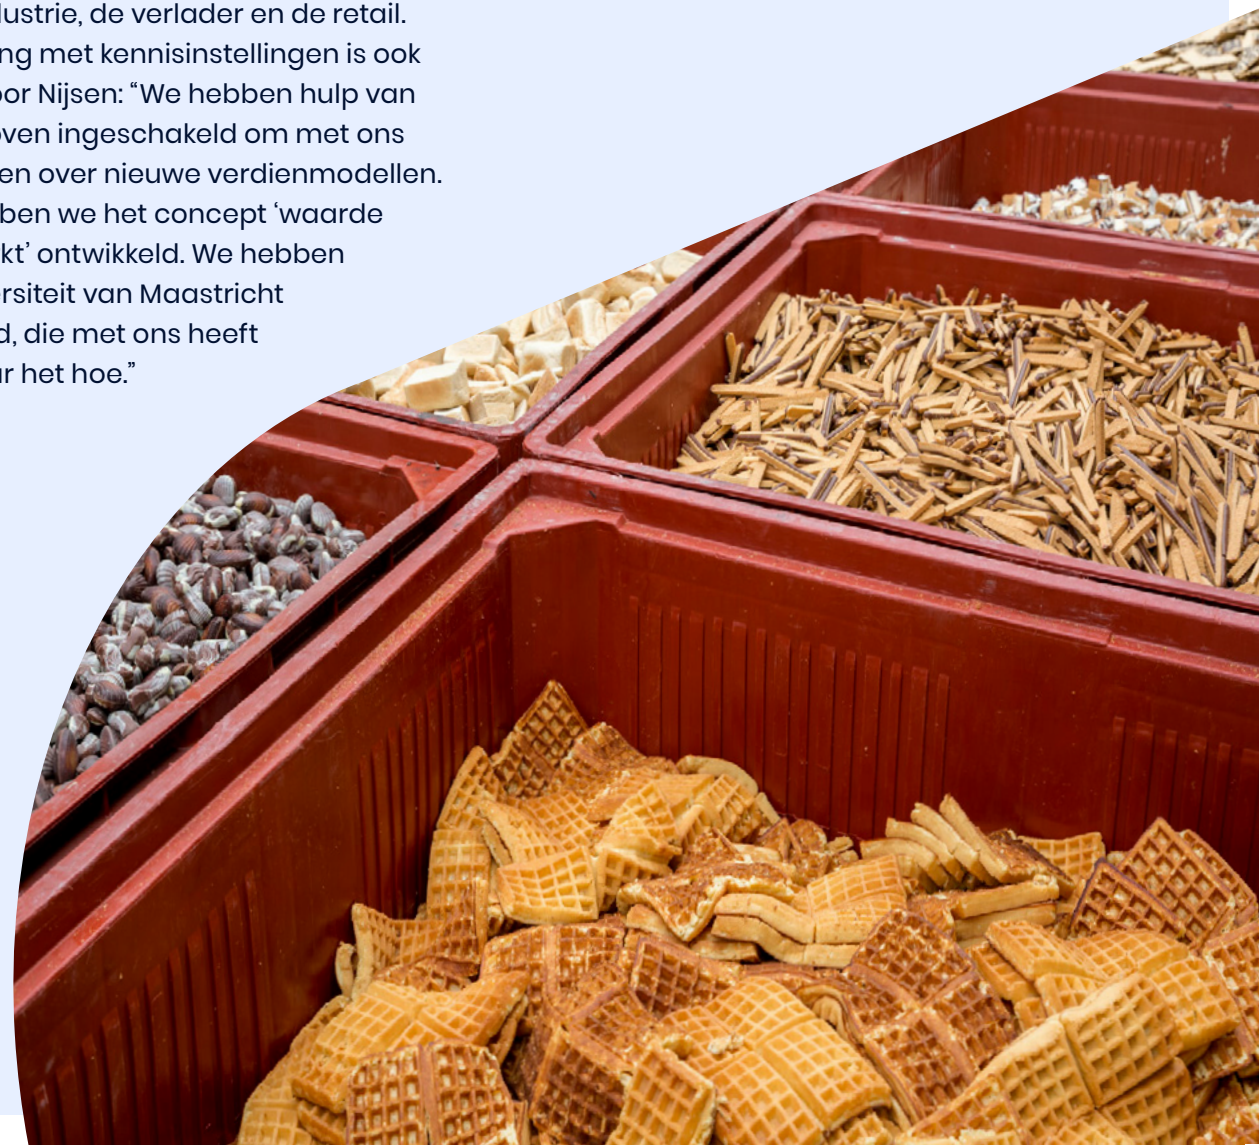 lustrie, de verlader en de retail.
ng met kennisinstellingen is ook
oor Nijsen: “We hebben hulp van
oven ingeschakeld om met ons
en over nieuwe verdienmodellen.
ben we het concept ‘waarde
kt’ ontwikkeld. We hebben
ersiteit van Maastricht
d, die met ons heeft
ar het hoe.”